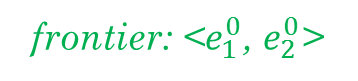 frontier: <e₁⁰, e₂⁰>